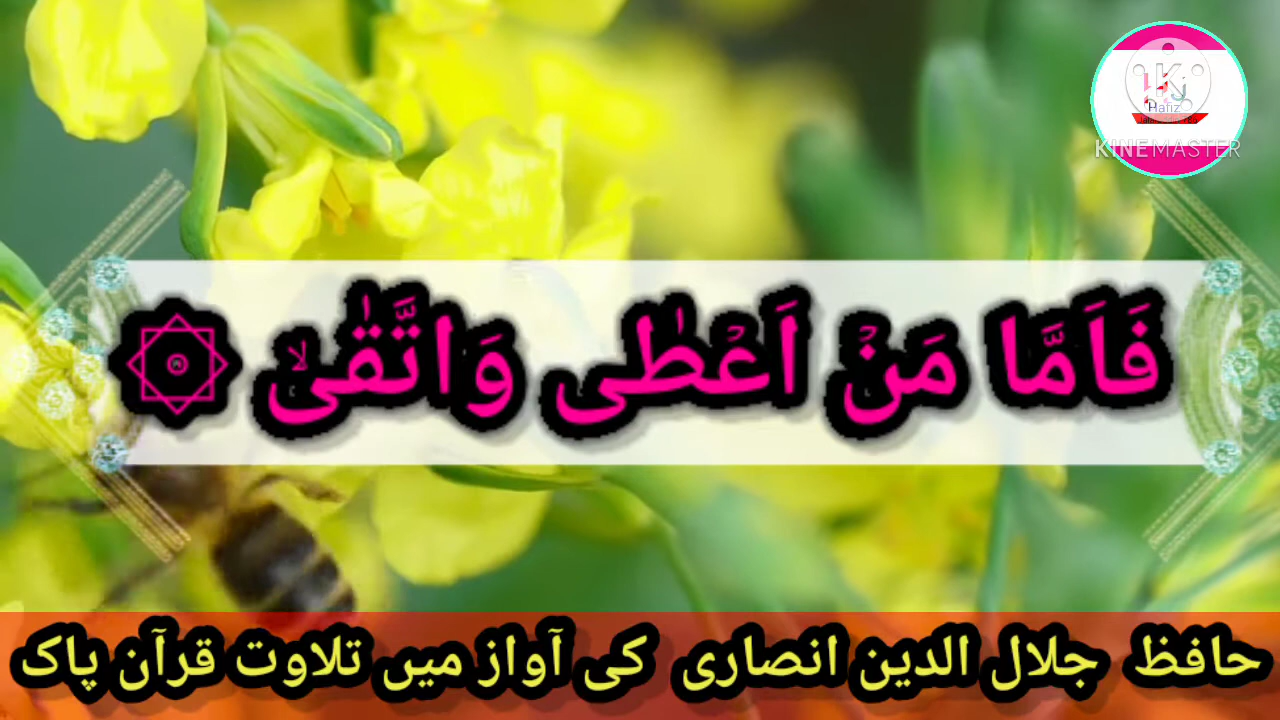 Hafiz
KINEMASTER
فَاَمَّا مَنْ اَعْطٰى وَاتَّقٰىۙ ۞
حافظ جلال الدین انصاری کی آواز میں تلاوت قرآن پاک